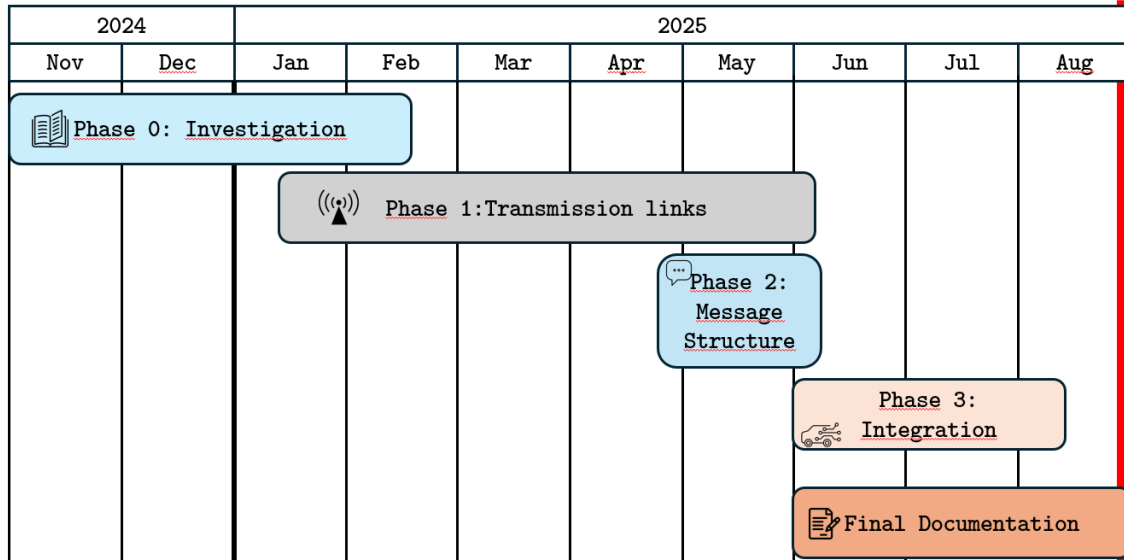 2024 2025
Nov Dec Jan Feb Mar Apr May Jun Jul Aug
Phase 0: Investigation
Phase 1:Transmission links
Phase 2:
Message
Structure
Phase 3:
Integration
Final Documentation